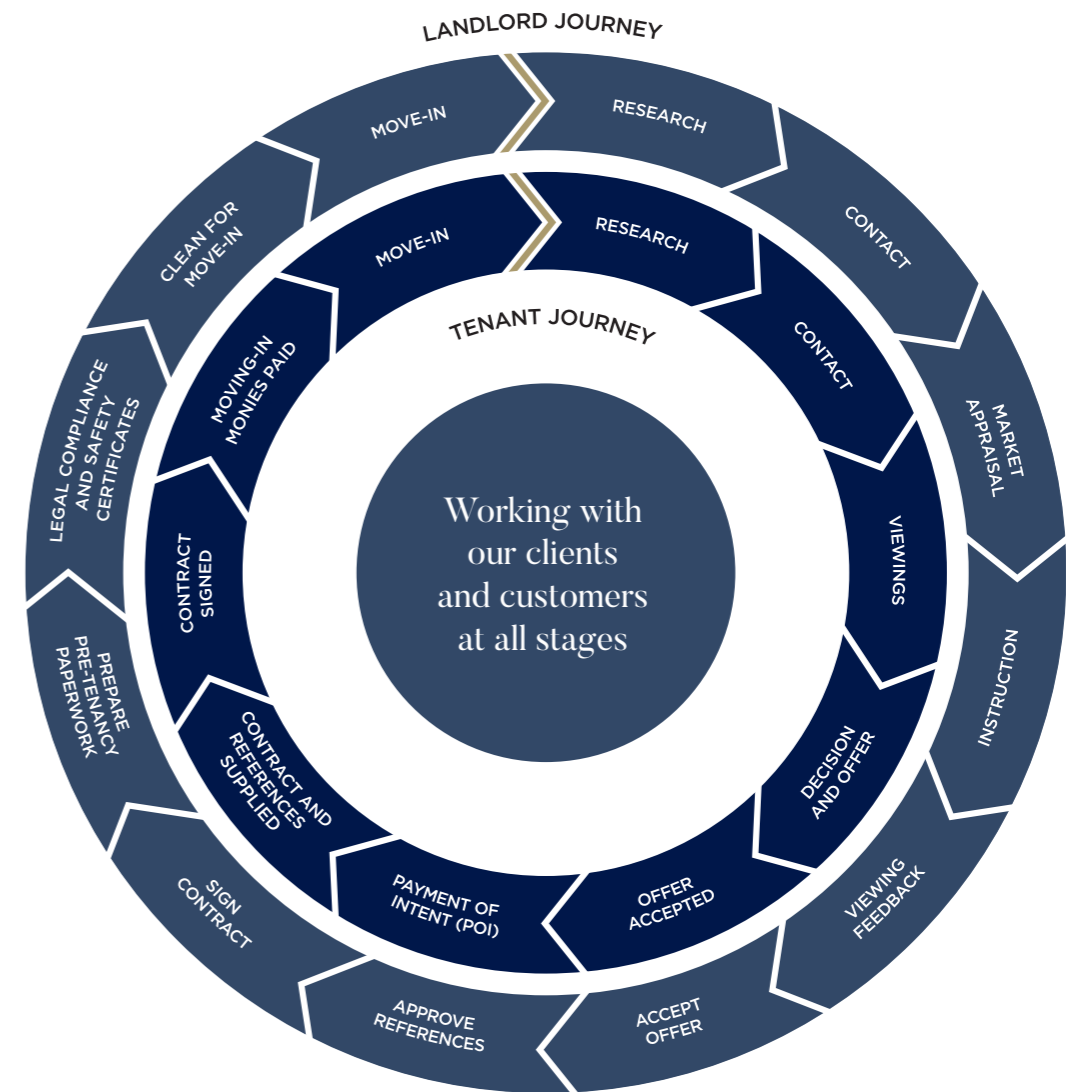 LANDLORD JOURNEY
RESEARCH
CONTACT
MARKET
APPRAISAL
INSTRUCTION
VIEWING
FEEDBACK
ACCEPT
OFFER
APPROVE
REFERENCES
SIGN
CONTRACT
PREPARE
PRE-TENANCY
PAPERWORK
LEGAL COMPLIANCE
AND SAFETY
CERTIFICATES
CLEAN FOR
MOVE-IN
MOVE-IN
TENANT JOURNEY
RESEARCH
CONTACT
VIEWINGS
DECISION
AND OFFER
OFFER
ACCEPTED
PAYMENT OF
INTENT (POI)
CONTRACT AND
REFERENCES
SUPPLIED
CONTRACT
SIGNED
MOVING-IN
MONIES PAID
MOVE-IN
Working with
our clients
and customers
at all stages